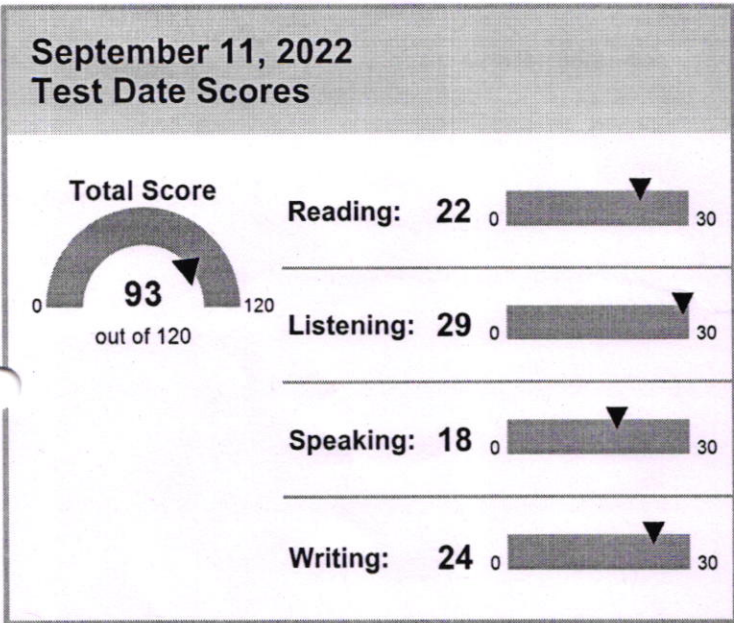 September 11, 2022
Test Date Scores
Total Score
0
93
120
out of 120
Reading: 22 0 30
Listening: 29 0 30
Speaking: 18 0 30
Writing: 24 0 30